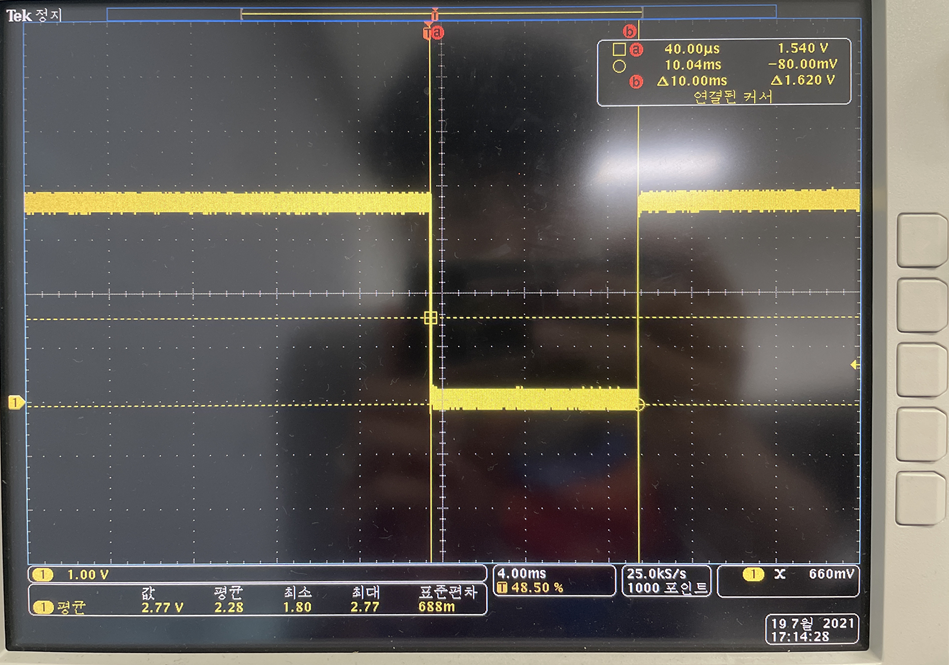 Tek 정지
T
T a b
a 40.00µs 1.540 V
10.04ms −80.00mV
b Δ10.00ms Δ1.620 V
연결된 커서
1
1 1.00 V
4.00ms
T 48.50 %
25.0kS/s
1000 포인트
1 X 660mV
값 평균 최소 최대 표준편차
1 평균 2.77 V 2.28 1.80 2.77 688m
19 7월 2021
17:14:28